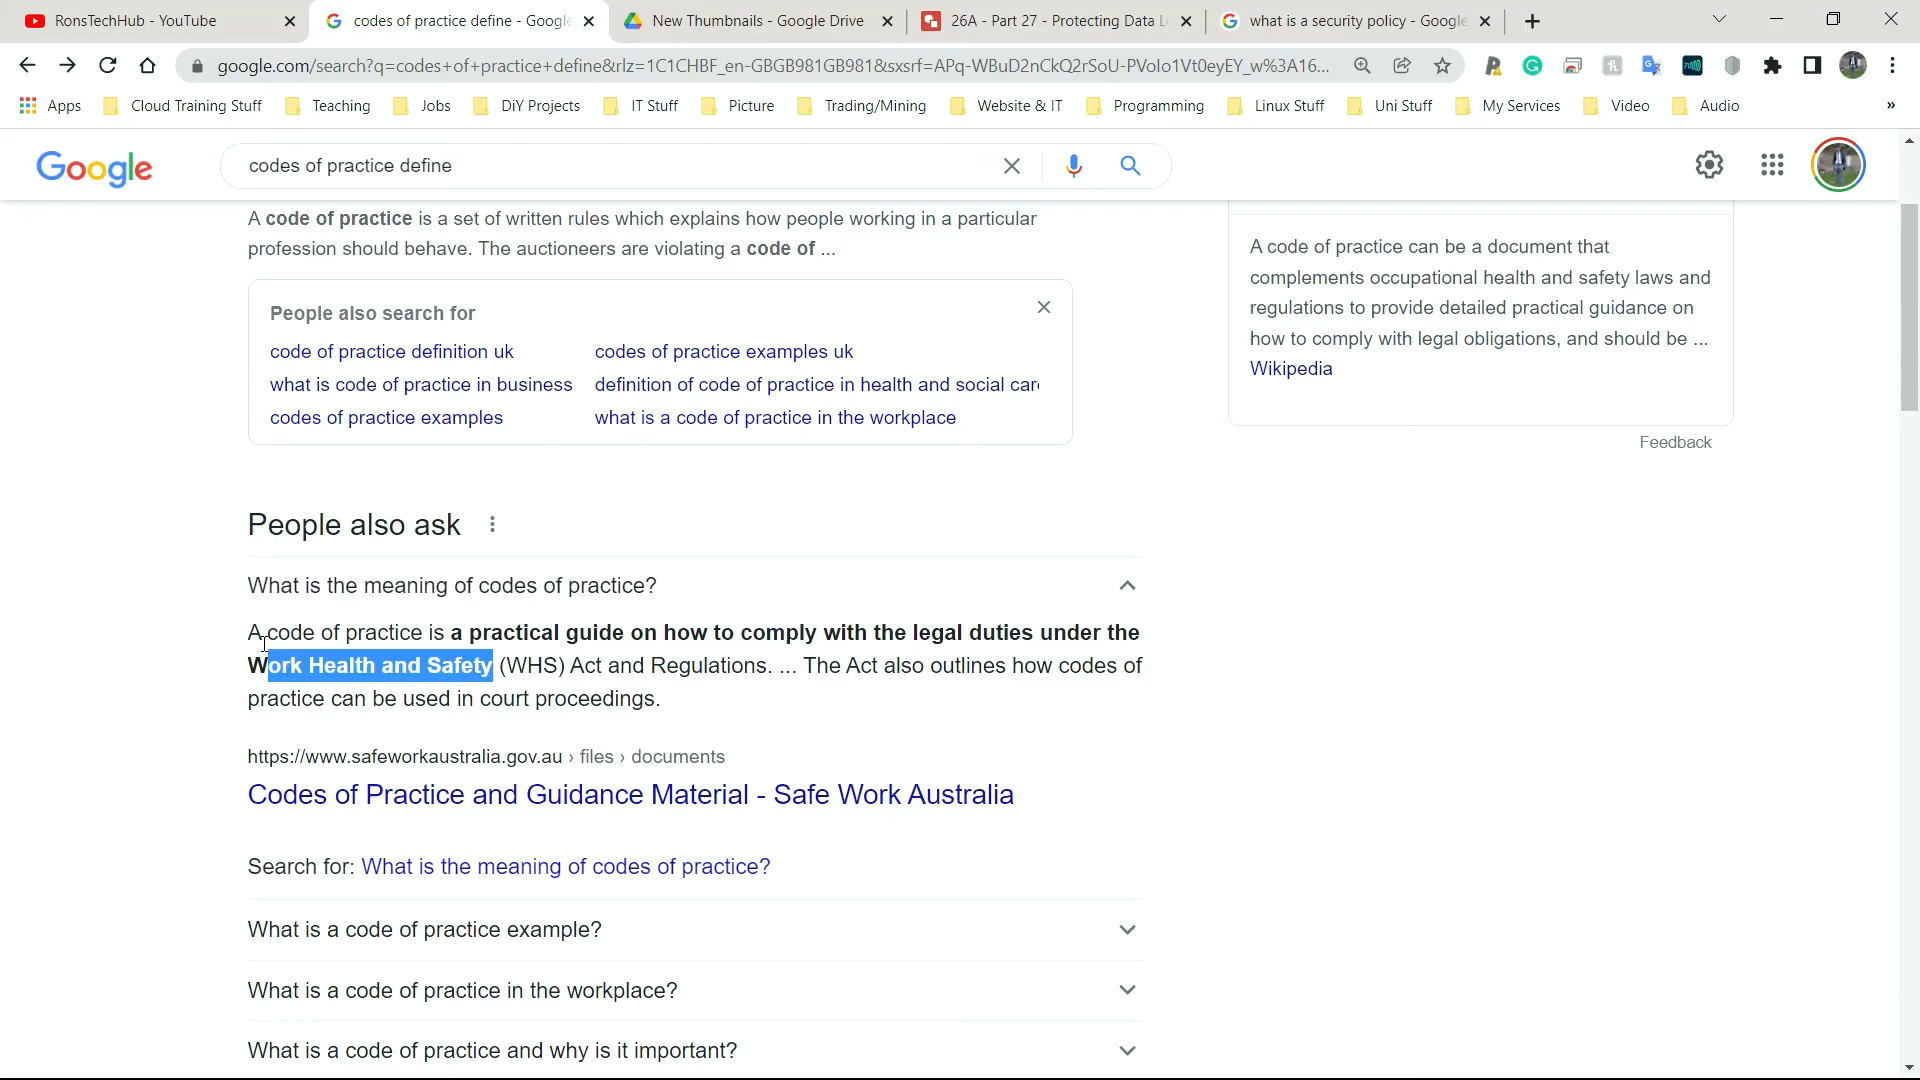 RonsTechHub - YouTube
codes of practice define - Google
New Thumbnails - Google Drive
26A - Part 27 - Protecting Data
what is a security policy - Google
google.com/search?q=codes+of+practice+define&rlz=1C1CHBF_en-GBGB981GB981&sxsrf=APq-WBuD2nCkQ2rSoU-PVolo1Vt0eyEY_w%3A16...
Apps
Cloud Training Stuff
Teaching
Jobs
DiY Projects
IT Stuff
Picture
Trading/Mining
Website & IT
Programming
Linux Stuff
Uni Stuff
My Services
Video
Audio
»
Google
codes of practice define
A code of practice is a set of written rules which explains how people working in a particular
profession should behave. The auctioneers are violating a code of ...
People also search for
code of practice definition uk
codes of practice examples uk
what is code of practice in business
definition of code of practice in health and social care
codes of practice examples
what is a code of practice in the workplace
A code of practice can be a document that
complements occupational health and safety laws and
regulations to provide detailed practical guidance on
how to comply with legal obligations, and should be ...
Wikipedia
Feedback
People also ask
What is the meaning of codes of practice?
A code of practice is a practical guide on how to comply with the legal duties under the
Work Health and Safety (WHS) Act and Regulations. ... The Act also outlines how codes of
practice can be used in court proceedings.
https://www.safeworkaustralia.gov.au › files › documents
Codes of Practice and Guidance Material - Safe Work Australia
Search for: What is the meaning of codes of practice?
What is a code of practice example?
What is a code of practice in the workplace?
What is a code of practice and why is it important?